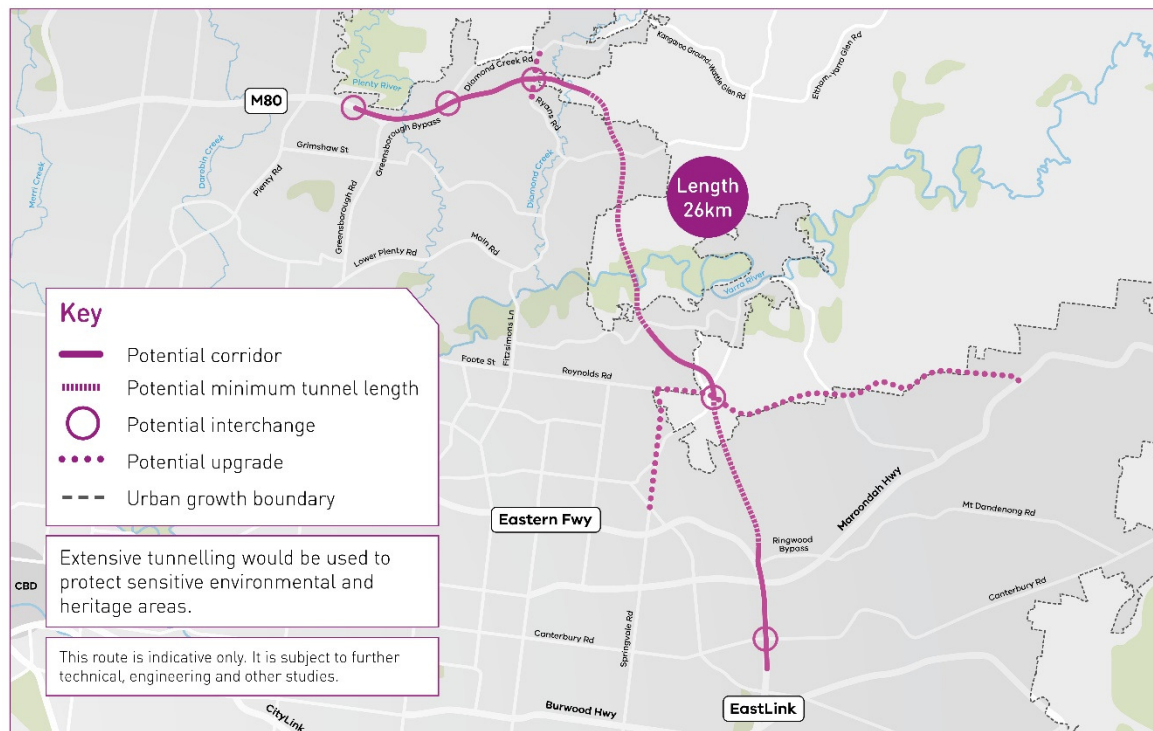 Kangaroo Ground-Wattle Glen Rd
Eltham-Yarra Glen Rd
Diamond Creek Rd
Plenty River
M80
Ryans Rd
Greensborough Bypass
Grimshaw St
Merri Creek
Darebin Creek
Plenty Rd
Greensborough Rd
Diamond Creek
Length
26km
Main Rd
Lower Plenty Rd
Yarra River
Fitzsimons Ln
Foote St
Reynolds Rd
Key
Potential corridor
Potential minimum tunnel length
Potential interchange
Potential upgrade
Urban growth boundary
Maroondah Hwy
Eastern Fwy
Mt Dandenong Rd
Ringwood
Bypass
Extensive tunnelling would be used to
protect sensitive environmental and
heritage areas.
CBD
Canterbury Rd
Canterbury Rd
Springvale Rd
This route is indicative only. It is subject to further
technical, engineering and other studies.
EastLink
Burwood Hwy
CityLink